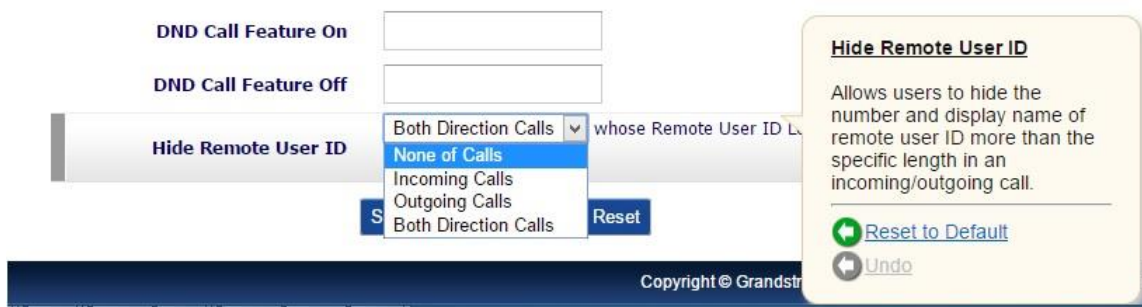 DND Call Feature On
DND Call Feature Off
Hide Remote User ID
Both Direction Calls whose Remote User ID
None of Calls
Incoming Calls
Outgoing Calls
Both Direction Calls
Reset
Copyright ©
Hide Remote User ID
Allows users to hide the
number and display name of
remote user ID more than the
specific length in an
incoming/outgoing call.
Reset to Default
Undo